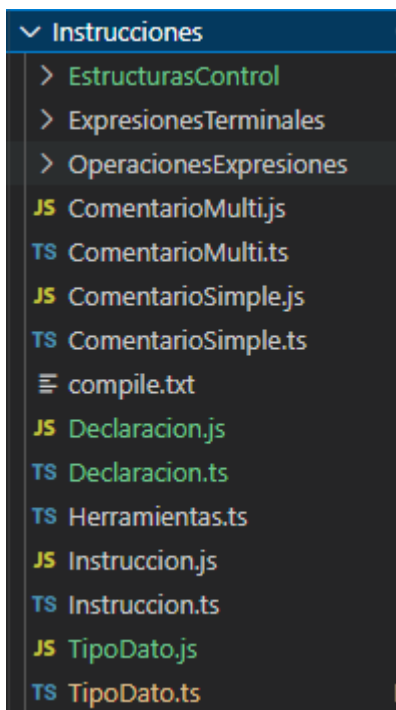 Instrucciones
EstructurasControl
ExpresionesTerminales
OperacionesExpresiones
JS ComentarioMulti.js
TS ComentarioMulti.ts
JS ComentarioSimple.js
TS ComentarioSimple.ts
compile.txt
JS Declaracion.js
TS Declaracion.ts
TS Herramientas.ts
JS Instruccion.js
TS Instruccion.ts
JS TipoDato.js
TS TipoDato.ts